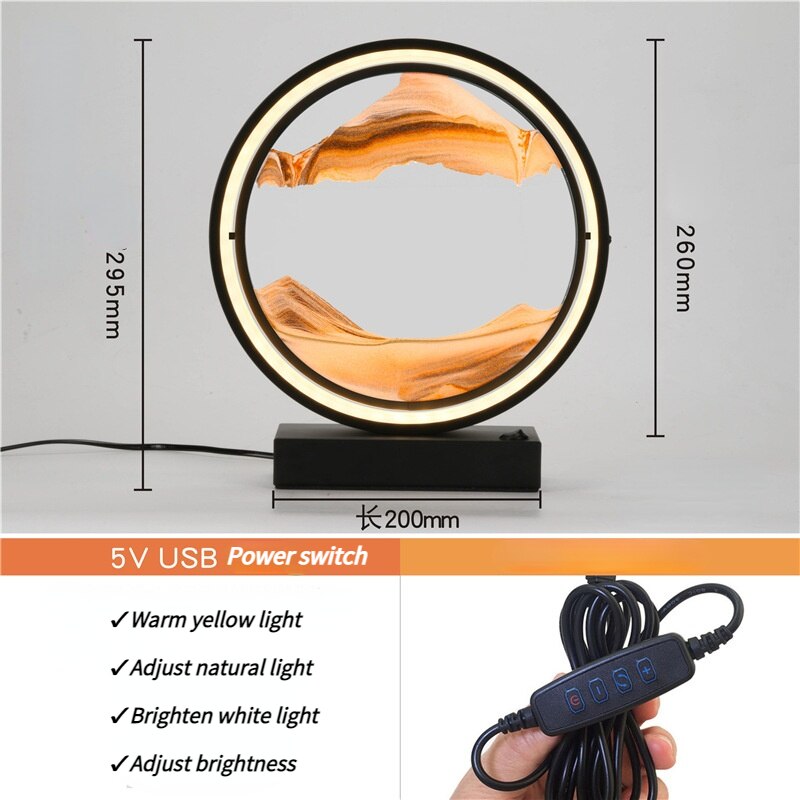 295mm
260mm
长200mm
5V USB Power switch
✓Warm yellow light
✓Adjust natural light
✓Brighten white light
✓Adjust brightness